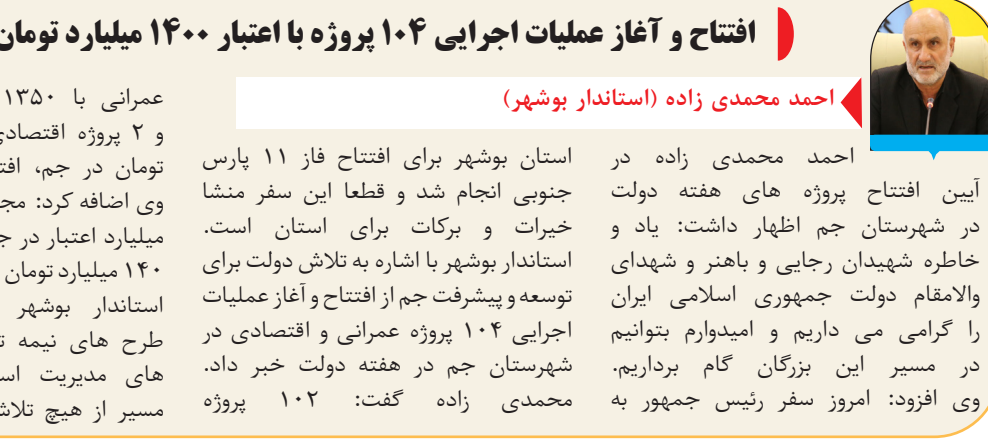 افتتاح و آغاز عملیات اجرایی ۱۰۴ پروژه با اعتبار ۱۴۰۰ میلیارد تومان
احمد محمدی زاده (استاندار بوشهر)
احمد محمدی زاده در
آیین افتتاح پروژه های هفته دولت
در شهرستان جم اظهار داشت: یاد و
خاطره شهیدان رجایی و باهنر و شهدای
والامقام دولت جمهوری اسلامی ایران
را گرامی می داریم و امیدوارم بتوانیم
در مسیر این بزرگان گام برداریم.
وی افزود: امروز سفر رئیس جمهور به
استان بوشهر برای افتتاح فاز ۱۱ پارس
جنوبی انجام شد و قطعا این سفر منشا
خیرات و برکات برای استان است.
استاندار بوشهر با اشاره به تلاش دولت برای
توسعه و پیشرفت جم از افتتاح و آغاز عملیات
اجرایی ۱۰۴ پروژه عمرانی و اقتصادی در
شهرستان جم در هفته دولت خبر داد.
محمدی زاده گفت: ۱۰۲ پروژه
عمرانی با ۱۳۵۰
و ۲ پروژه اقتصادی
تومان در جم، افت
وی اضافه کرد: مج
میلیارد اعتبار در ج
۱۴۰ میلیارد تومان
استاندار بوشهر
طرح های نیمه ت
های مدیریت اس
مسیر از هیچ تلاش